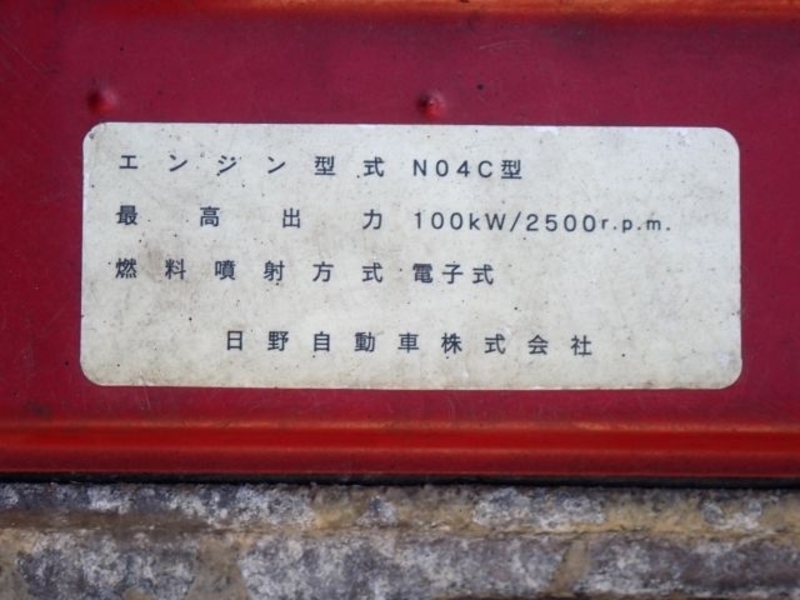 エンジン型式 N04C型
最高出力 100kW/2500r.p.m.
燃料噴射方式 電子式
日野自動車株式会社